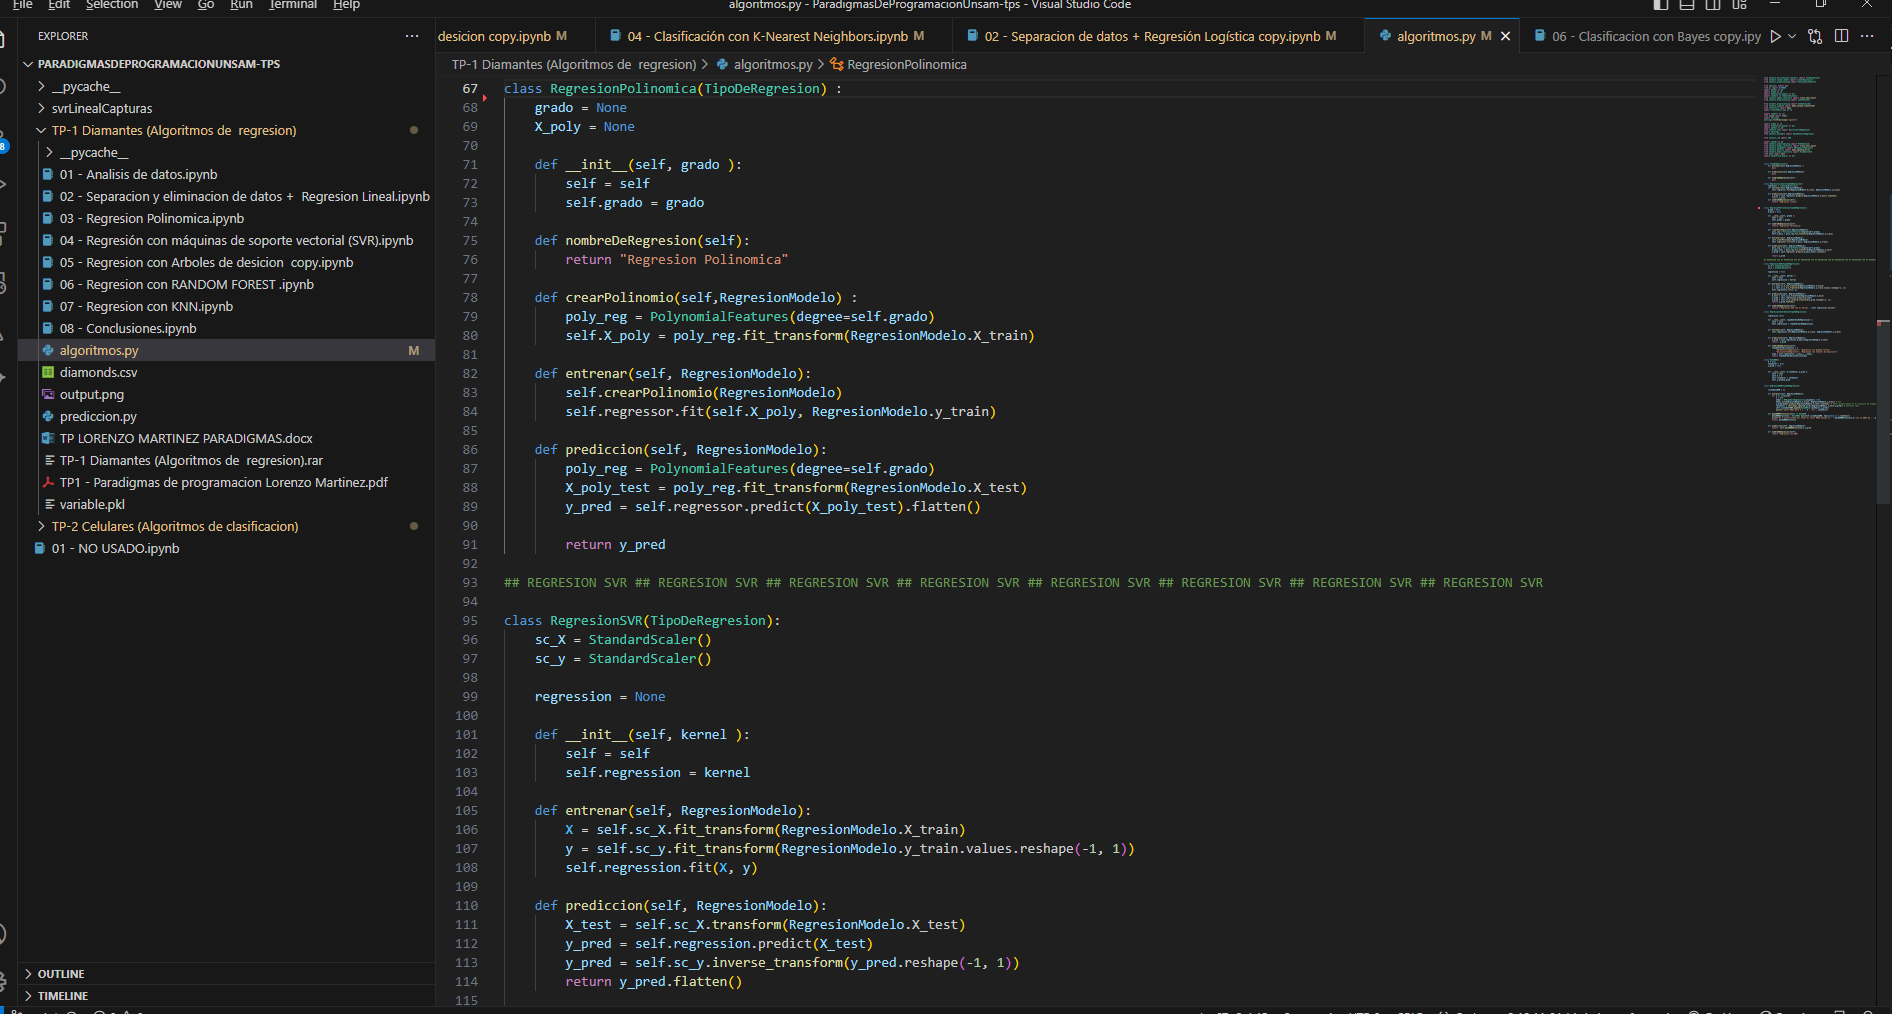 File Edit Selection View Go Run Terminal Help
algoritmos.py - ParadigmasDeProgramacionUnsam-tps - Visual Studio Code
EXPLORER
desicion copy.ipynb M
04 - Clasificación con K-Nearest Neighbors.ipynb M
02 - Separacion de datos + Regresión Logística copy.ipynb M
algoritmos.py M
06 - Clasificacion con Bayes copy.ipy
PARADIGMASDEPROGRAMACIONUNSAM-TPS
__pycache__
svrLinealCapturas
TP-1 Diamantes (Algoritmos de  regresion)
__pycache__
01 - Analisis de datos.ipynb
02 - Separacion y eliminacion de datos +  Regresion Lineal.ipynb
03 - Regresion Polinomica.ipynb
04 - Regresión con máquinas de soporte vectorial (SVR).ipynb
05 - Regresion con Arboles de desicion  copy.ipynb
06 - Regresion con RANDOM FOREST .ipynb
07 - Regresion con KNN.ipynb
08 - Conclusiones.ipynb
algoritmos.py M
diamonds.csv
output.png
prediccion.py
TP LORENZO MARTINEZ PARADIGMAS.docx
TP-1 Diamantes (Algoritmos de  regresion).rar
TP1 - Paradigmas de programacion Lorenzo Martinez.pdf
variable.pkl
TP-2 Celulares (Algoritmos de clasificacion)
01 - NO USADO.ipynb
OUTLINE
TIMELINE
8
TP-1 Diamantes (Algoritmos de  regresion) > algoritmos.py > RegresionPolinomica
67 class RegresionPolinomica(TipoDeRegresion) :
68     grado = None
69     X_poly = None
70
71     def __init__(self, grado ):
72         self = self
73         self.grado = grado
74
75     def nombreDeRegresion(self):
76         return "Regresion Polinomica"
77
78     def crearPolinomio(self,RegresionModelo) :
79         poly_reg = PolynomialFeatures(degree=self.grado)
80         self.X_poly = poly_reg.fit_transform(RegresionModelo.X_train)
81
82     def entrenar(self, RegresionModelo):
83         self.crearPolinomio(RegresionModelo)
84         self.regressor.fit(self.X_poly, RegresionModelo.y_train)
85
86     def prediccion(self, RegresionModelo):
87         poly_reg = PolynomialFeatures(degree=self.grado)
88         X_poly_test = poly_reg.fit_transform(RegresionModelo.X_test)
89         y_pred = self.regressor.predict(X_poly_test).flatten()
90
91         return y_pred
92
93 ## REGRESION SVR ## REGRESION SVR ## REGRESION SVR ## REGRESION SVR ## REGRESION SVR ## REGRESION SVR ## REGRESION SVR ## REGRESION SVR
94
95 class RegresionSVR(TipoDeRegresion):
96     sc_X = StandardScaler()
97     sc_y = StandardScaler()
98
99     regression = None
100
101     def __init__(self, kernel ):
102         self = self
103         self.regression = kernel
104
105     def entrenar(self, RegresionModelo):
106         X = self.sc_X.fit_transform(RegresionModelo.X_train)
107         y = self.sc_y.fit_transform(RegresionModelo.y_train.values.reshape(-1, 1))
108         self.regression.fit(X, y)
109
110     def prediccion(self, RegresionModelo):
111         X_test = self.sc_X.transform(RegresionModelo.X_test)
112         y_pred = self.regression.predict(X_test)
113         y_pred = self.sc_y.inverse_transform(y_pred.reshape(-1, 1))
114         return y_pred.flatten()
115